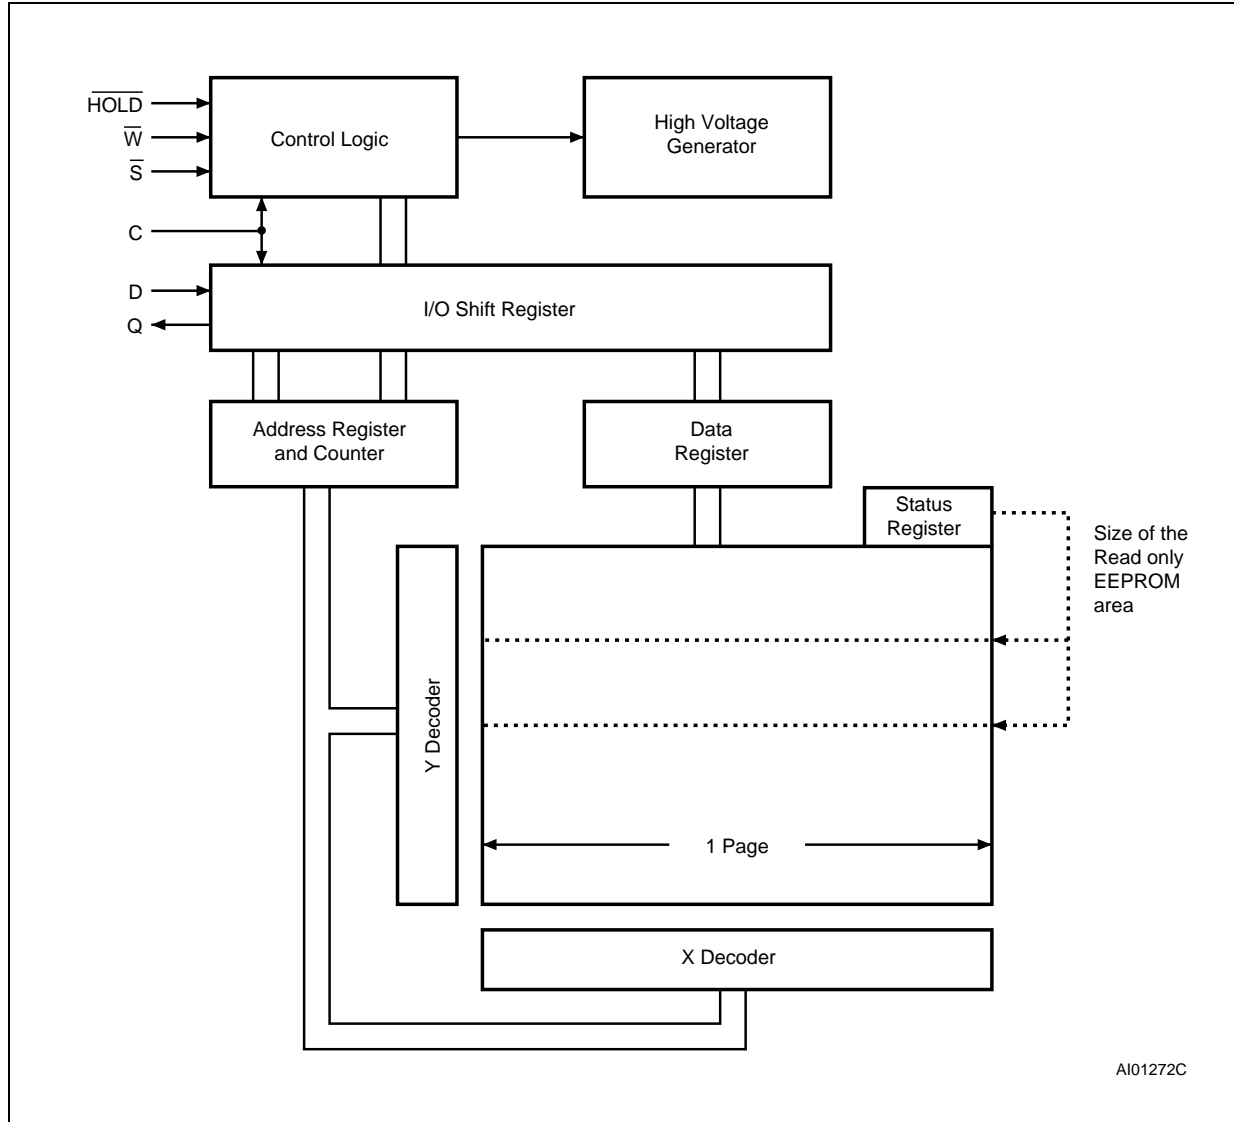 H̅O̅L̅D̅
W̅
S̅
C
D
Q
Control Logic
High Voltage
Generator
I/O Shift Register
Address Register
and Counter
Data
Register
Status
Register
Size of the
Read only
EEPROM
area
Y Decoder
1 Page
X Decoder
AI01272C